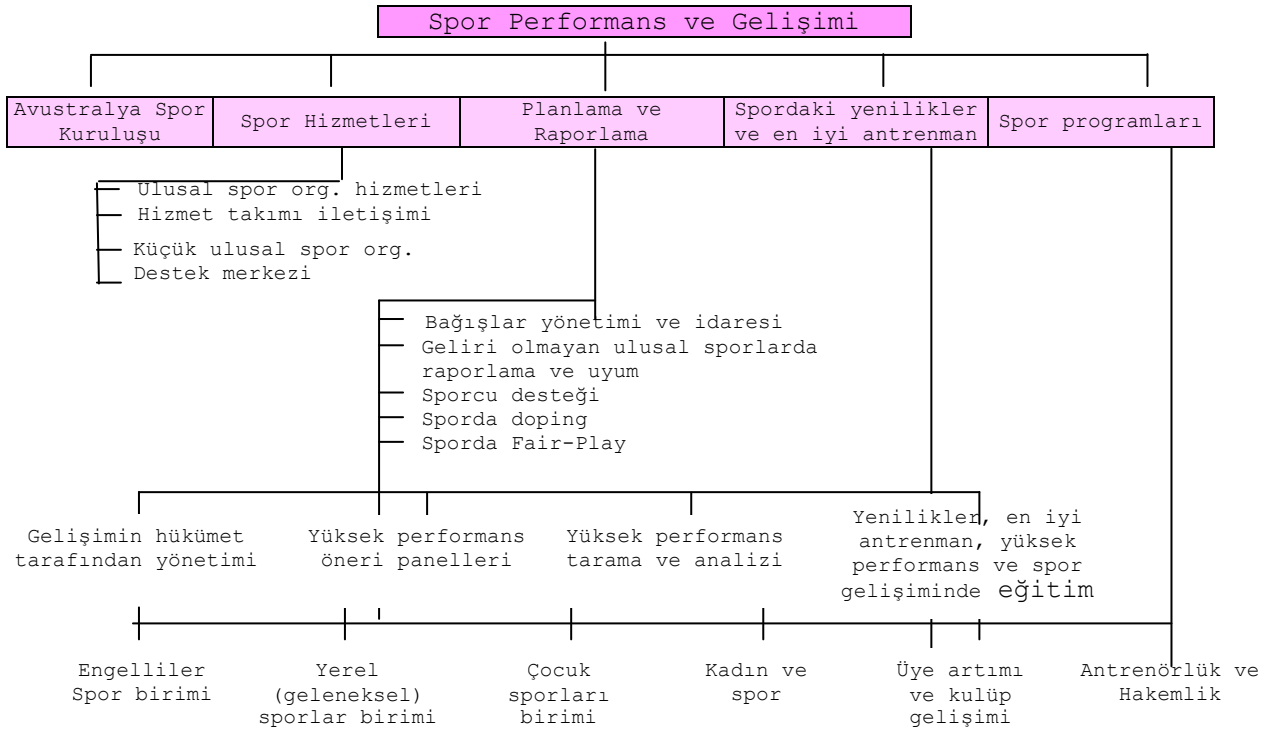 Spor Performans ve Gelişimi
Avustralya Spor
Kuruluşu
Spor Hizmetleri
Planlama ve
Raporlama
Spordaki yenilikler
ve en iyi antrenman
Spor programları
Ulusal spor org. hizmetleri
Hizmet takımı iletişimi
Küçük ulusal spor org.
Destek merkezi
Bağışlar yönetimi ve idaresi
Geliri olmayan ulusal sporlarda
raporlama ve uyum
Sporcu desteği
Sporda doping
Sporda Fair-Play
Gelişimin hükümet
tarafından yönetimi
Yüksek performans
öneri panelleri
Yüksek performans
tarama ve analizi
Yenilikler, en iyi
antrenman, yüksek
performans ve spor
gelişiminde eğitim
Engelliler
Spor birimi
Yerel
(geleneksel)
sporlar birimi
Çocuk
sporları
birimi
Kadın ve
spor
Üye artımı
ve kulüp
gelişimi
Antrenörlük ve
Hakemlik